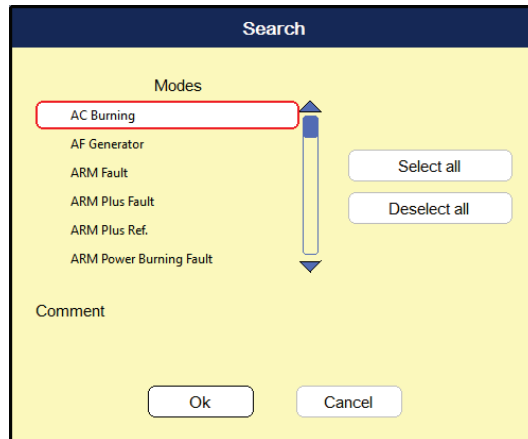 Search
Modes
AC Burning
AF Generator
ARM Fault
ARM Plus Fault
ARM Plus Ref.
ARM Power Burning Fault
Select all
Deselect all
Comment
Ok
Cancel